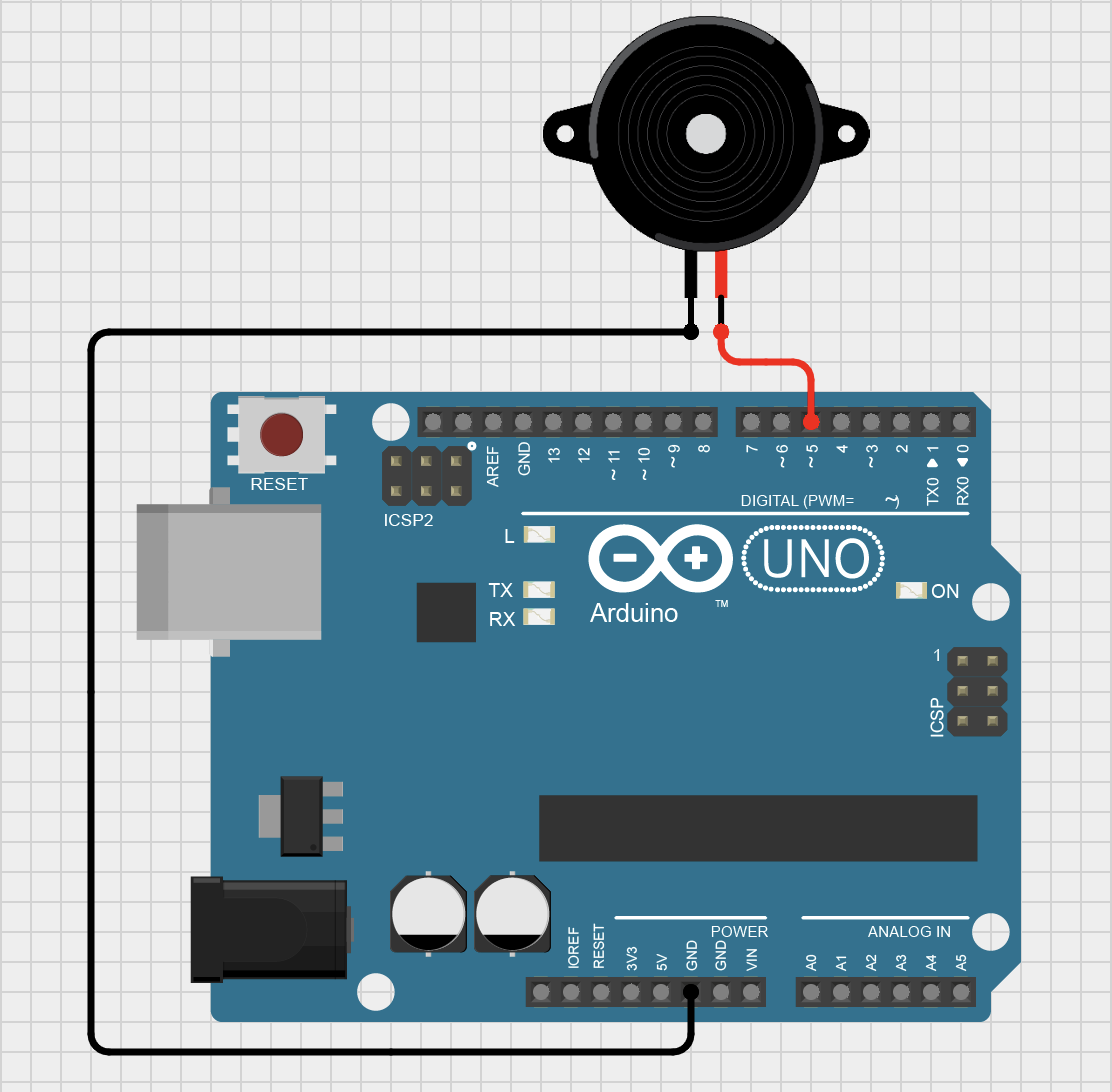 RESET
ICSP2
AREF
GND
13
12
~ 11
~ 10
~ 9
8
7
~ 6
~ 5
4
~ 3
2
TX0 ▶ 1
RX0 ◀ 0
DIGITAL (PWM= ~)
L
TX
RX
UNO
Arduino
TM
ON
1
ICSP
POWER
ANALOG IN
IOREF
RESET
3V3
5V
GND
GND
VIN
A0
A1
A2
A3
A4
A5